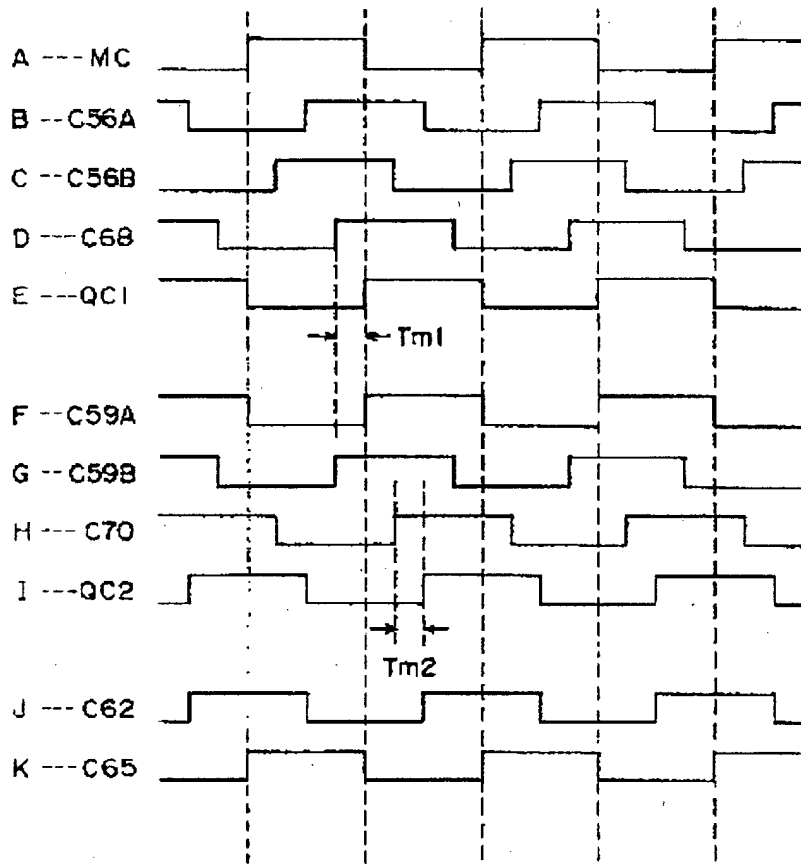 A ---MC
B --C56A
C --C56B
D ---C68
E ---QC1
Tm1
F --C59A
G --C59B
H --- C70
I ---QC2
Tm2
J --- C62
K ---C65